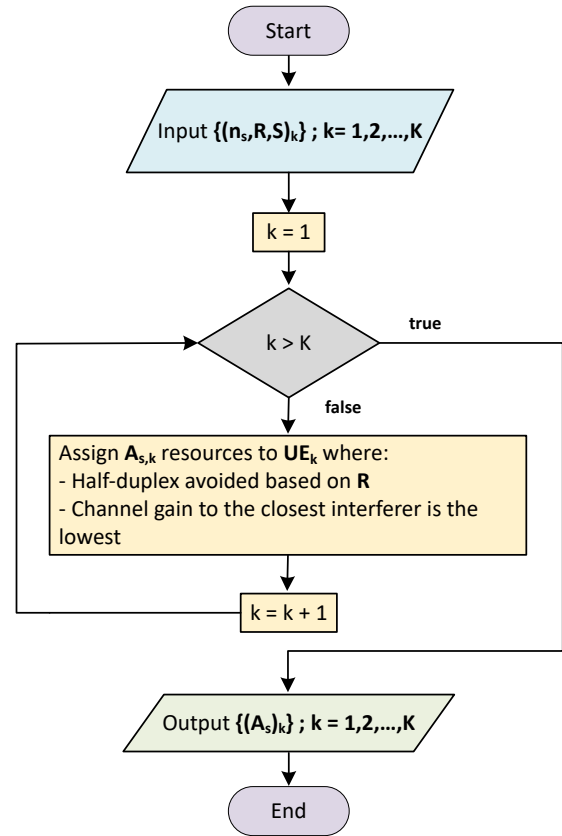 Start
Input {(nₛ,R,S)ₖ} ; k= 1,2,...,K
k = 1
k > K
true
false
Assign Aₛ,ₖ resources to UEₖ where:
- Half-duplex avoided based on R
- Channel gain to the closest interferer is the
lowest
k = k + 1
Output {(Aₛ)ₖ} ; k = 1,2,...,K
End